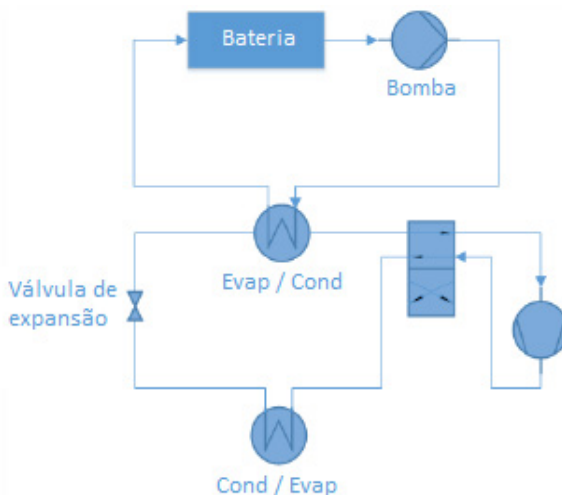 Bateria
Bomba
Evap / Cond
Válvula de
expansão
Cond / Evap